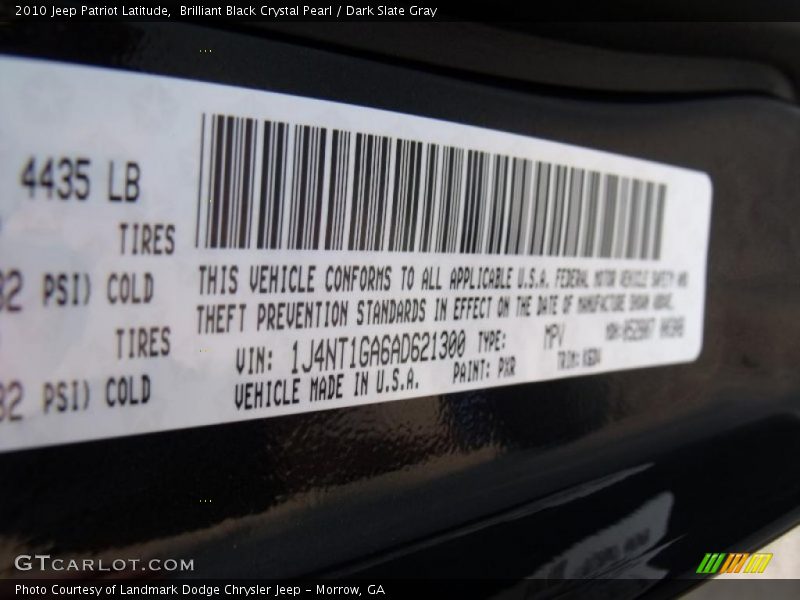 2010 Jeep Patriot Latitude,  Brilliant Black Crystal Pearl / Dark Slate Gray
4435 LB
TIRES
PSI) COLD
TIRES
PSI) COLD
THIS VEHICLE CONFORMS TO ALL APPLICABLE U.S.A. FEDERAL MOTOR VEHICLE SAFETY AND
THEFT PREVENTION STANDARDS IN EFFECT ON THE DATE OF MANUFACTURE SHOWN ABOVE.
VIN: 1J4NT1GA6AD621300 TYPE: MPV
VEHICLE MADE IN U.S.A. PAINT: PXR TRIM:
GTCARLOT.COM
Photo Courtesy of Landmark Dodge Chrysler Jeep - Morrow, GA